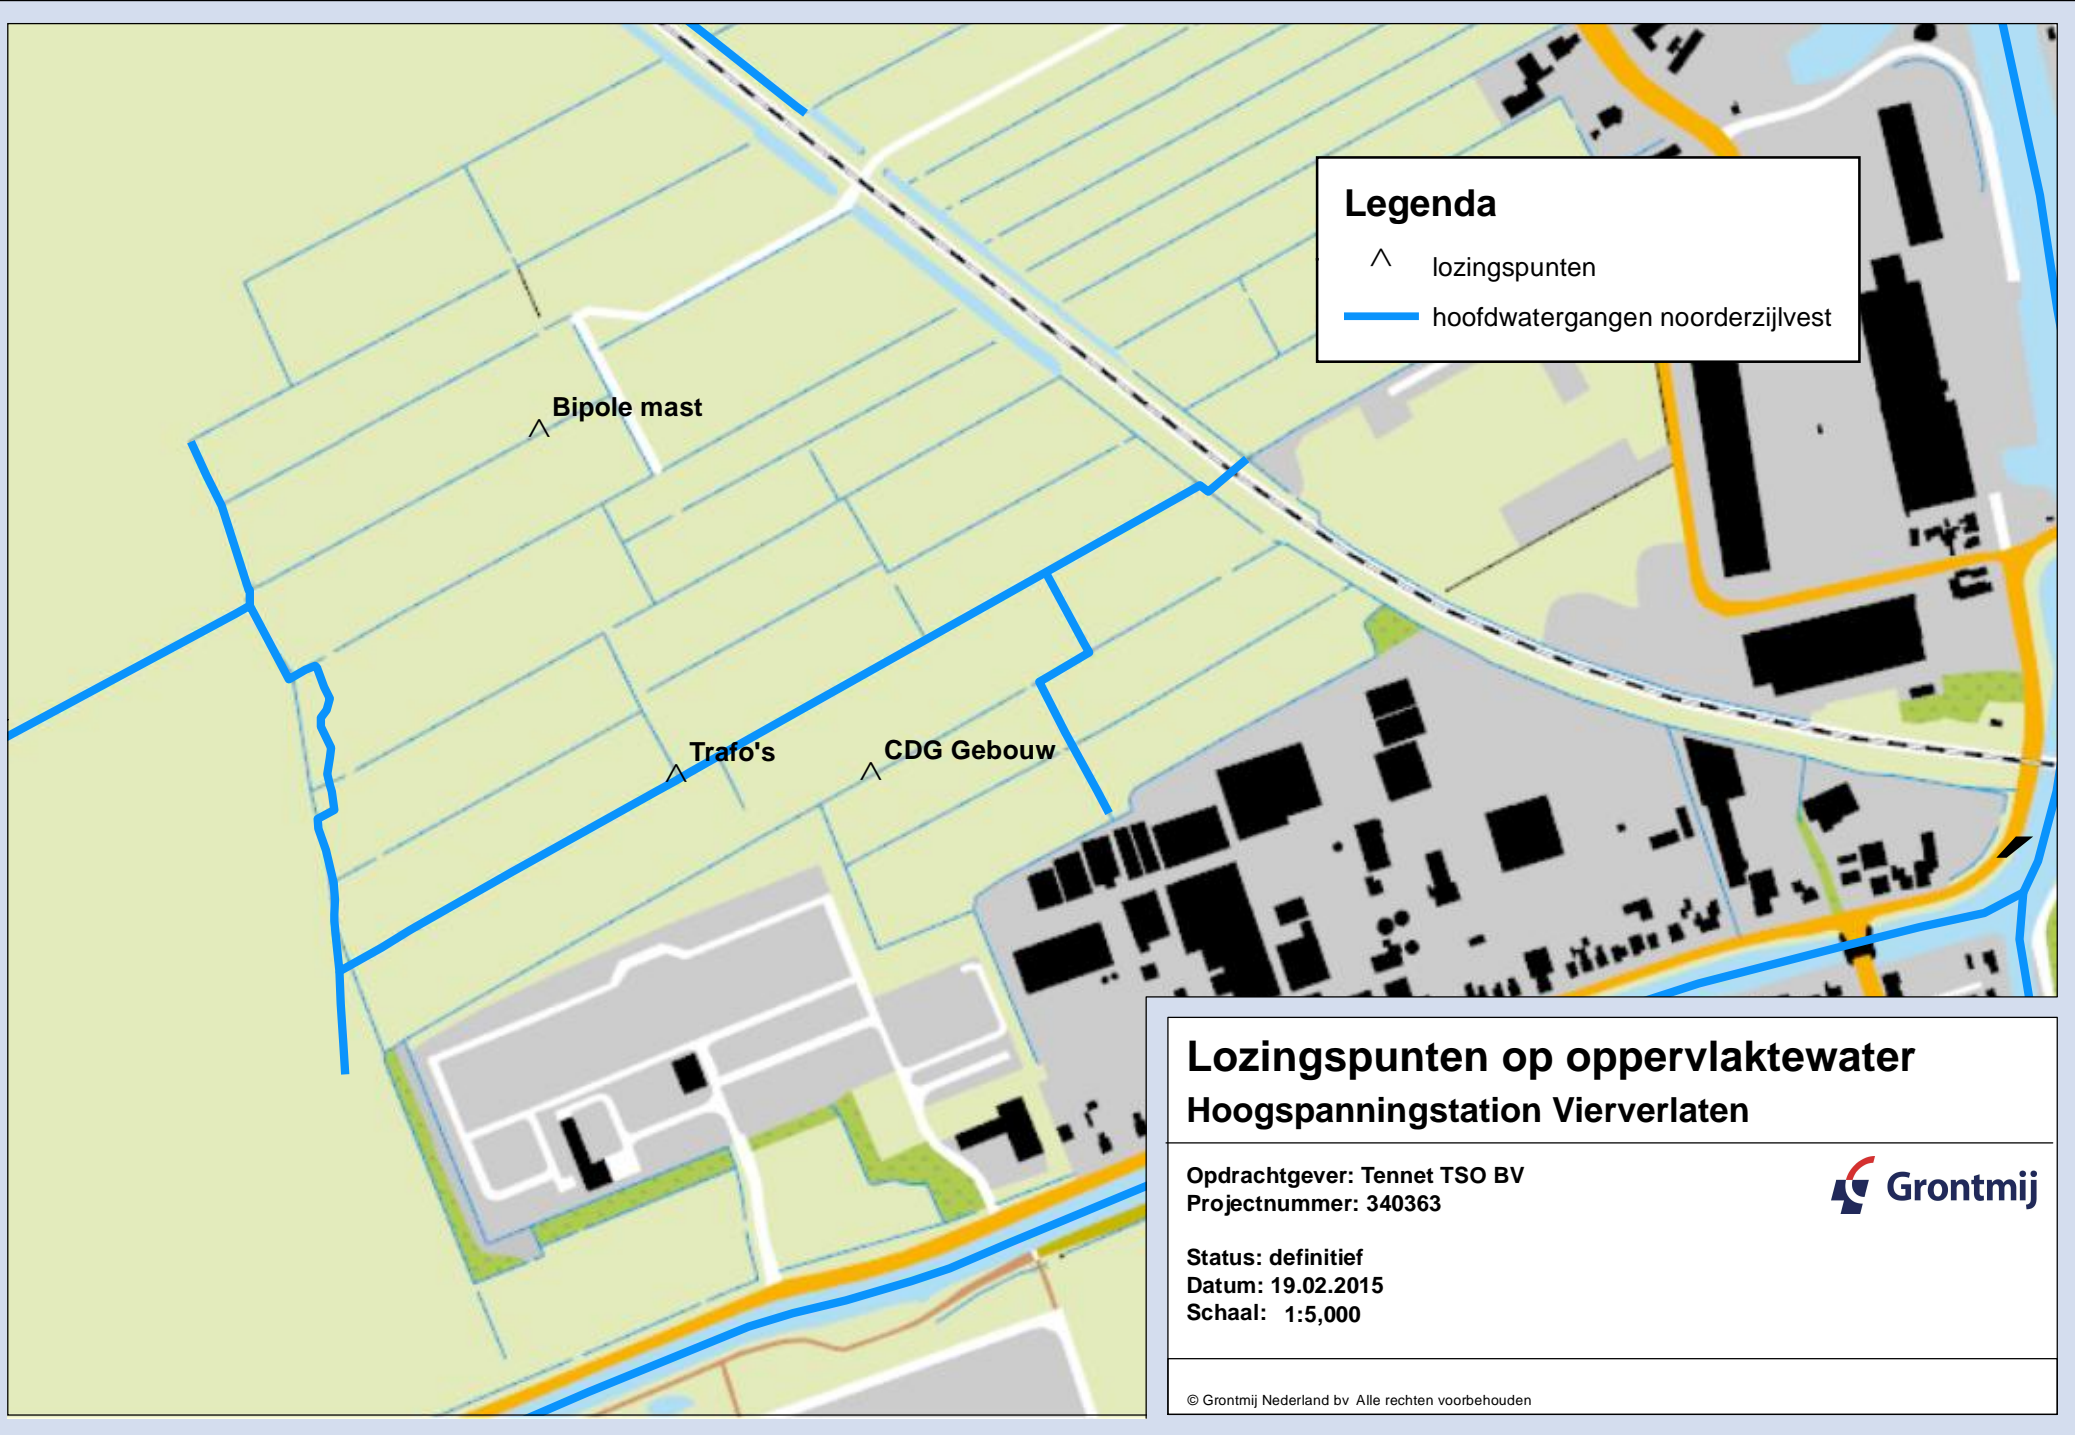 Legenda
lozingspunten
hoofdwatergangen noorderzijlvest
Bipole mast
Trafo's
CDG Gebouw
Lozingspunten op oppervlaktewater
Hoogspanningstation Vierverlaten
Opdrachtgever: Tennet TSO BV
Projectnummer: 340363
Grontmij
Status: definitief
Datum: 19.02.2015
Schaal: 1:5,000
© Grontmij Nederland bv Alle rechten voorbehouden